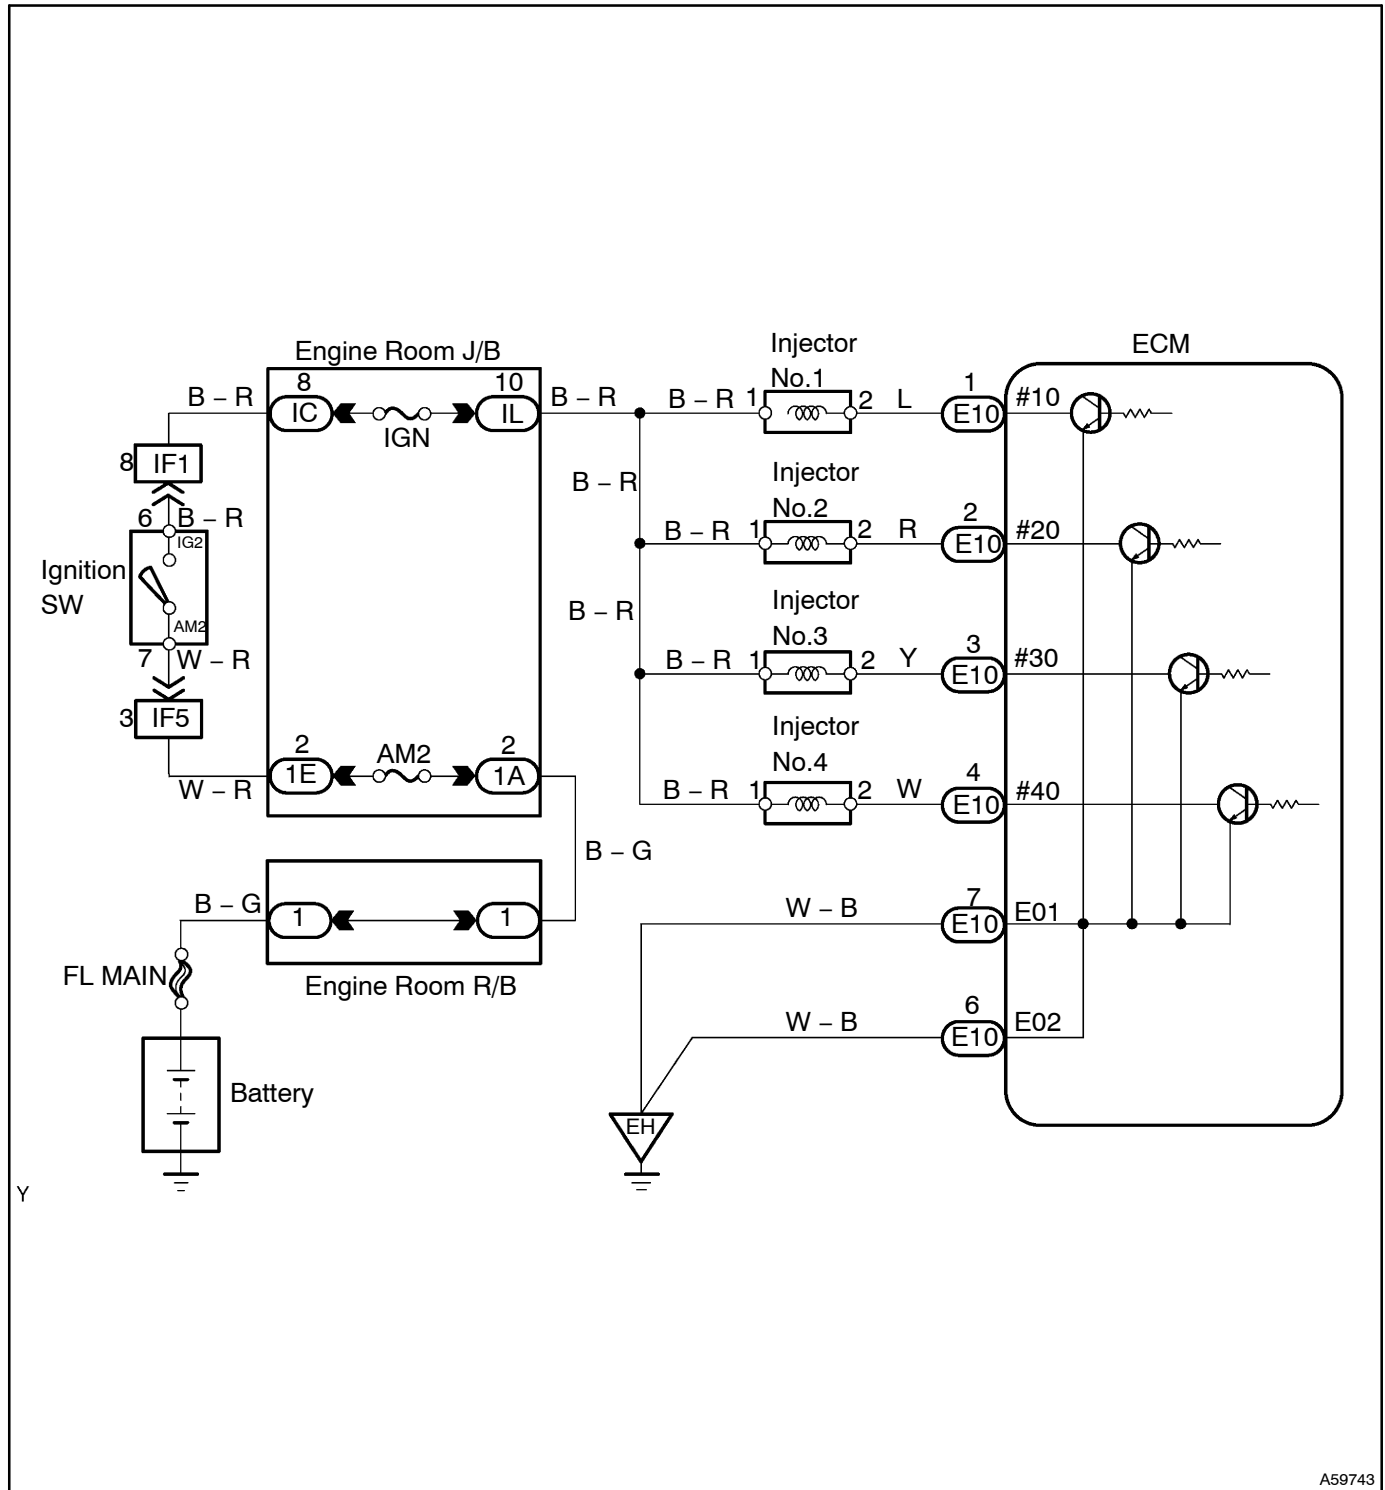 Engine Room J/B
Injector
No.1
ECM
B – R
8
IC
IGN
10
IL
B – R
B – R
1
2
L
1
E10
#10
8
IF1
6
B – R
IG2
Ignition
SW
AM2
7
W – R
3
IF5
W – R
2
1E
AM2
2
1A
B – R
Injector
No.2
B – R
1
2
R
2
E10
#20
B – R
Injector
No.3
B – R
1
2
Y
3
E10
#30
Injector
No.4
B – R
1
2
W
4
E10
#40
B – G
B – G
1
1
Engine Room R/B
FL MAIN
Battery
W – B
7
E10
E01
W – B
6
E10
E02
EH
Y
A59743